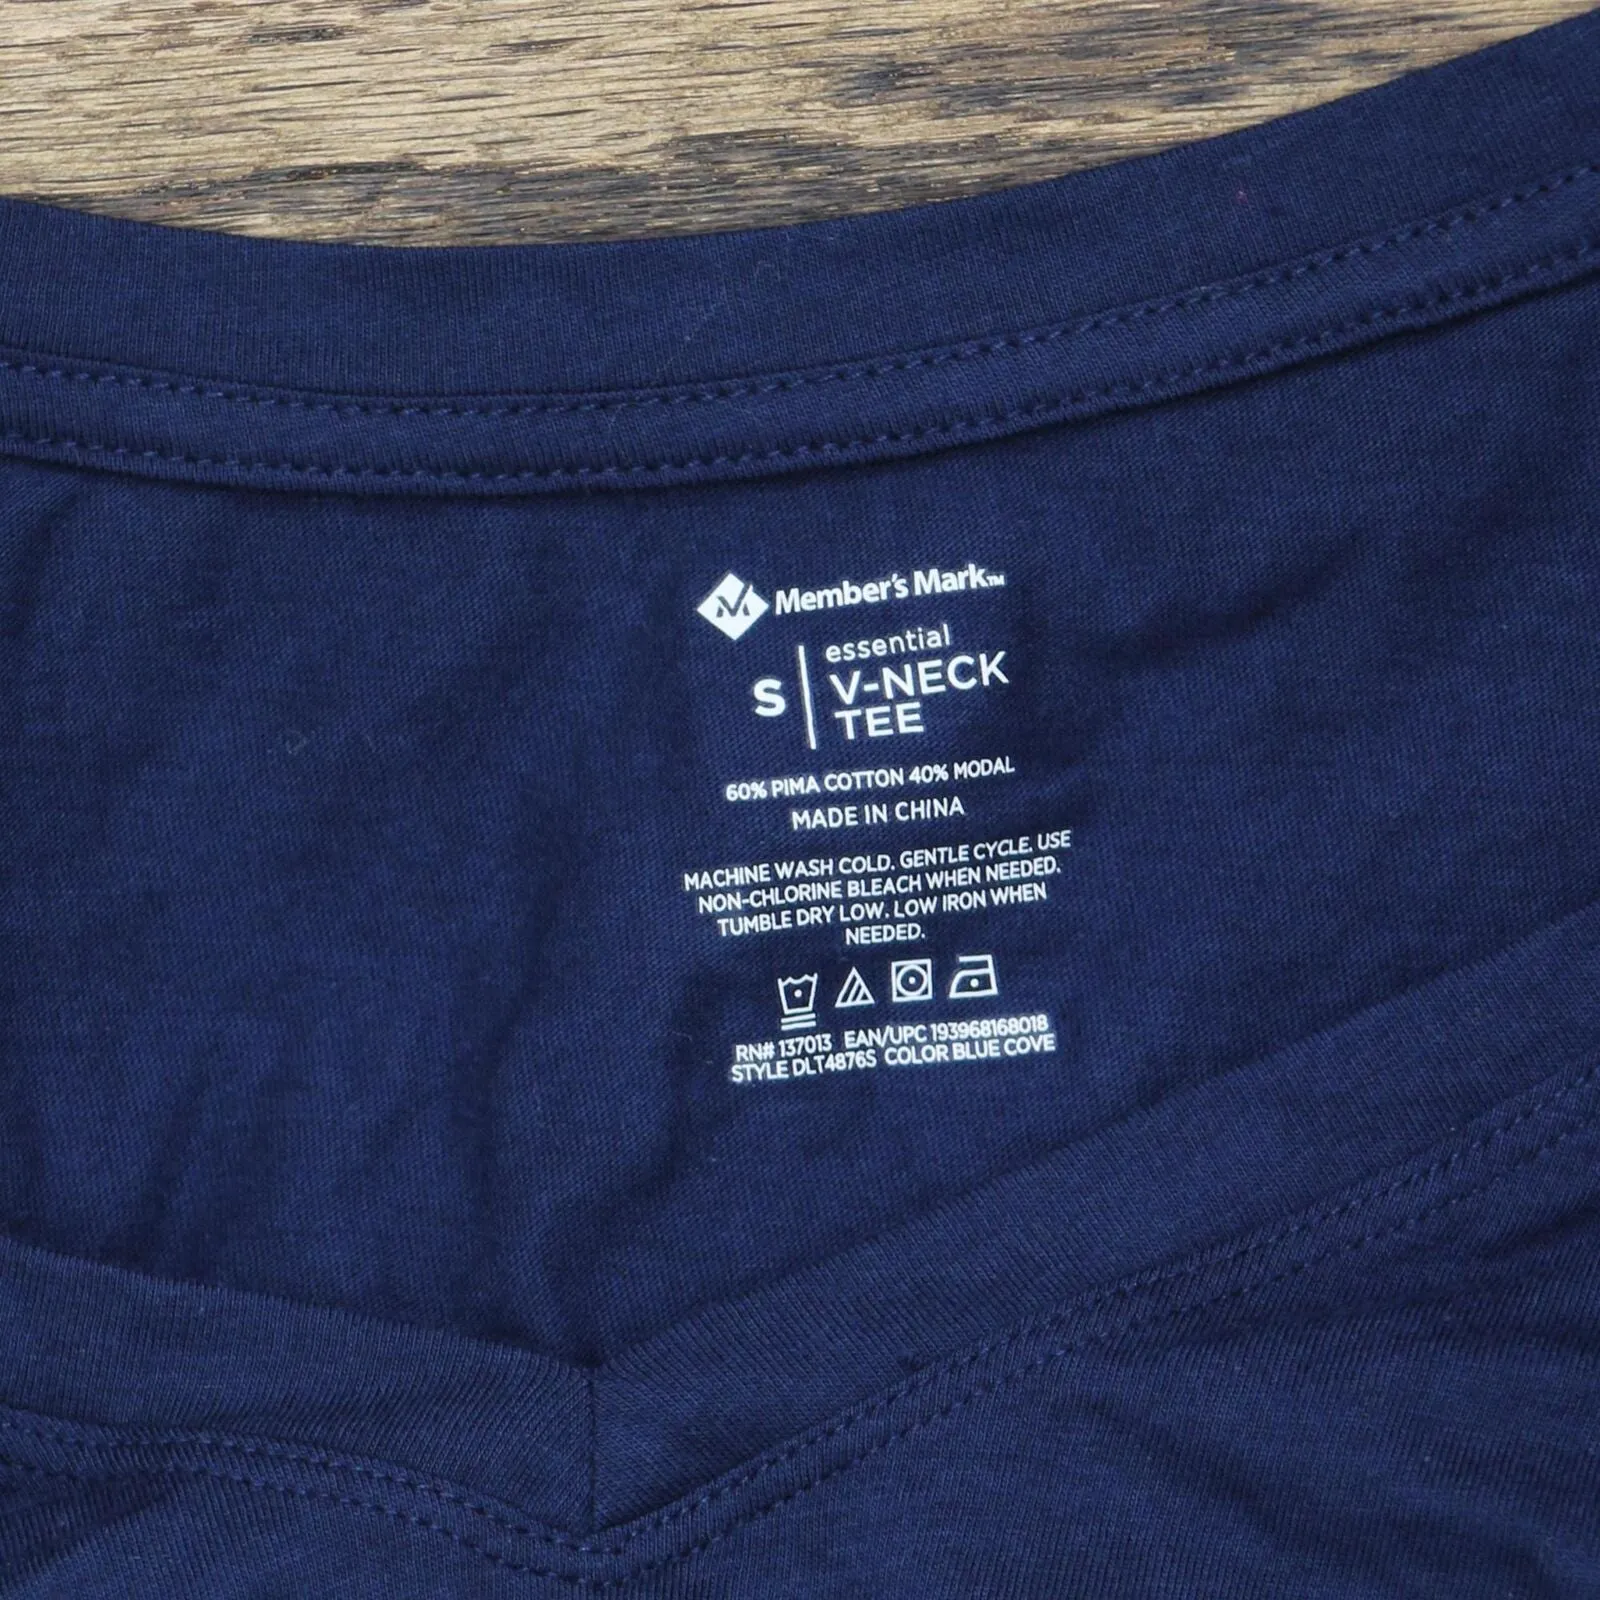 Member's Mark™
S
essential
V-NECK
TEE
60% PIMA COTTON 40% MODAL
MADE IN CHINA
MACHINE WASH COLD. GENTLE CYCLE. USE
NON-CHLORINE BLEACH WHEN NEEDED.
TUMBLE DRY LOW. LOW IRON WHEN
NEEDED.
RN# 137013 EAN/UPC 193968168018
STYLE DLT4876S COLOR BLUE COVE